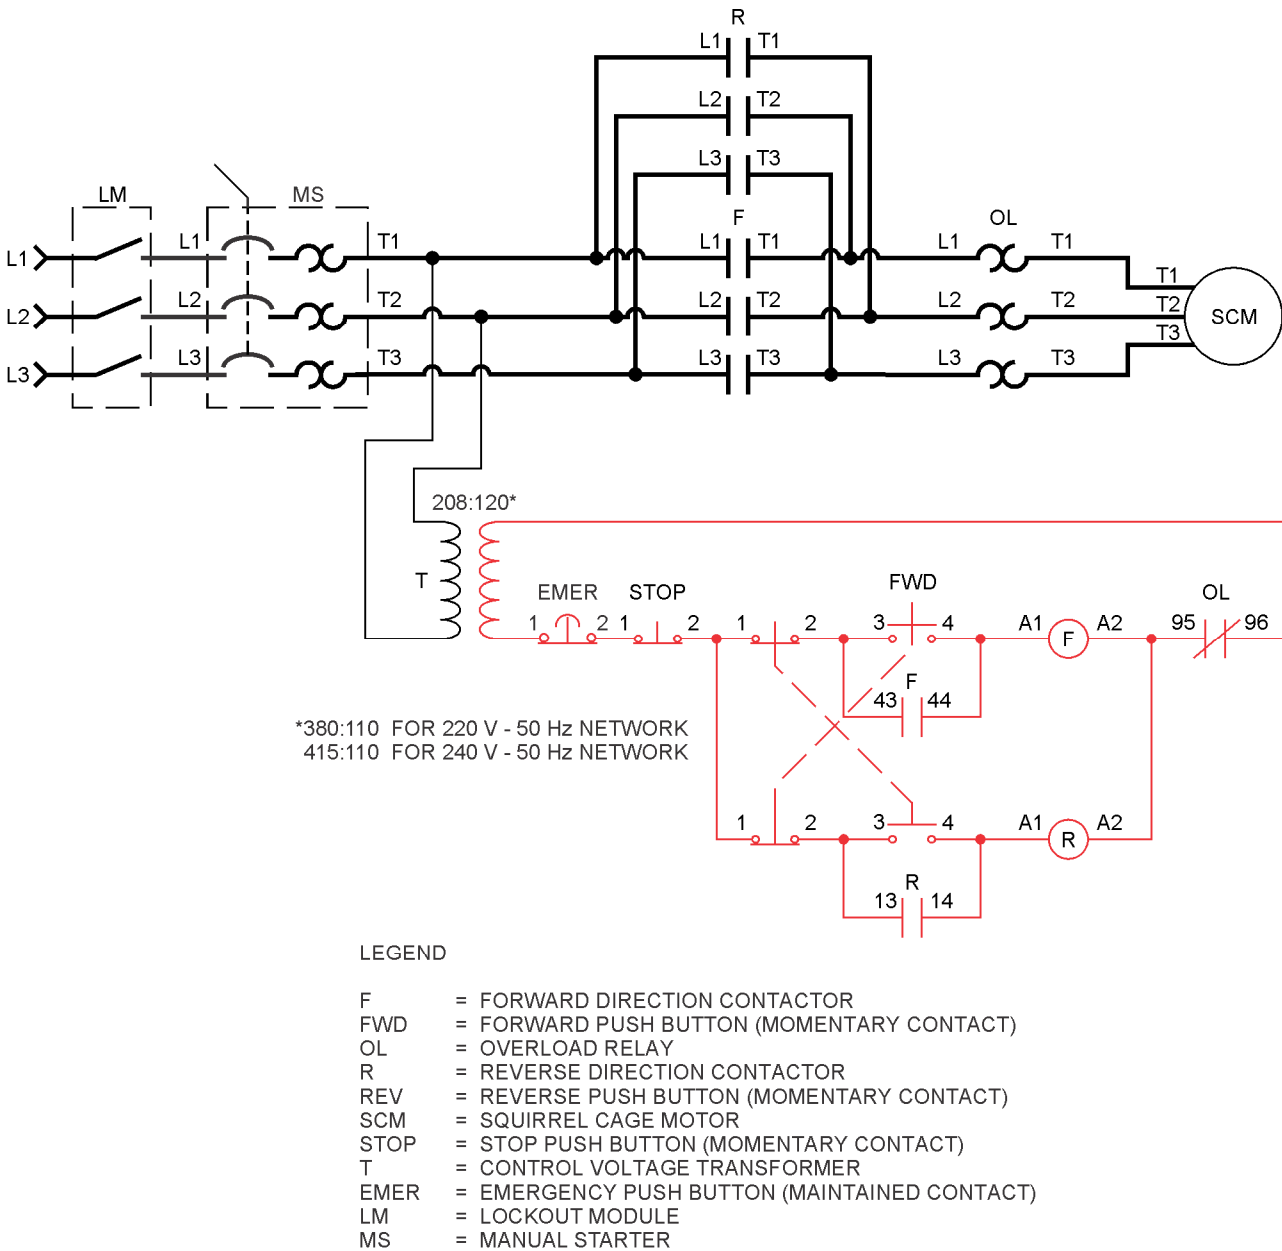 R
L1 T1
L2 T2
L3 T3
LM MS F OL
L1 L1 T1 L1 T1 L1 T1 T1
L2 L2 T2 L2 T2 L2 T2 T2 SCM
L3 L3 T3 L3 T3 L3 T3 T3
208:120*
T
EMER STOP FWD OL
1 2 1 2 1 2 3 4 A1 F A2 95 96
F
43 44
*380:110 FOR 220 V - 50 Hz NETWORK
415:110 FOR 240 V - 50 Hz NETWORK
1 2 3 4 A1 R A2
R
13 14
LEGEND
F = FORWARD DIRECTION CONTACTOR
FWD = FORWARD PUSH BUTTON (MOMENTARY CONTACT)
OL = OVERLOAD RELAY
R = REVERSE DIRECTION CONTACTOR
REV = REVERSE PUSH BUTTON (MOMENTARY CONTACT)
SCM = SQUIRREL CAGE MOTOR
STOP = STOP PUSH BUTTON (MOMENTARY CONTACT)
T = CONTROL VOLTAGE TRANSFORMER
EMER = EMERGENCY PUSH BUTTON (MAINTAINED CONTACT)
LM = LOCKOUT MODULE
MS = MANUAL STARTER